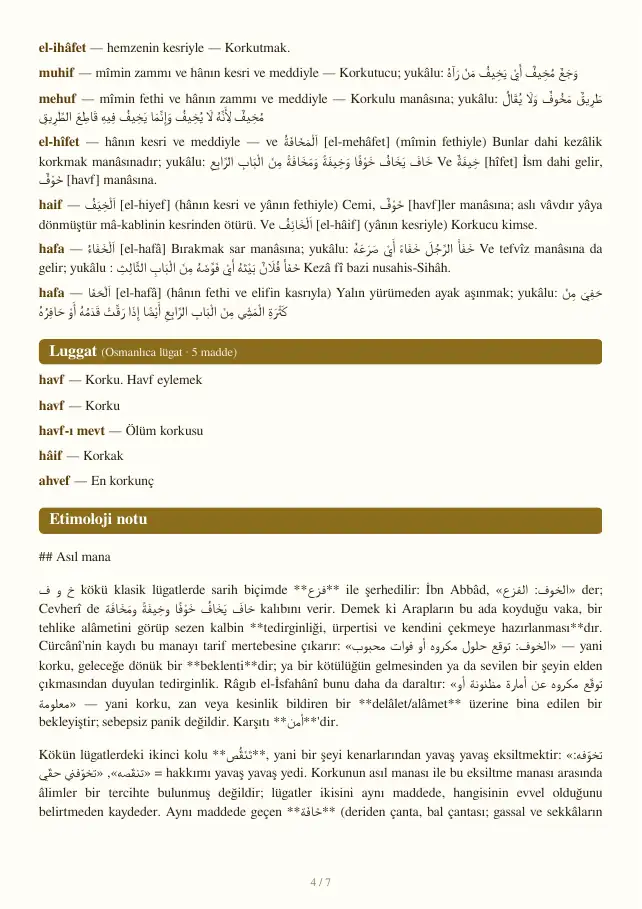 el-ihâfet — hemzenin kesriyle — Korkutmak.
muhif — mîmin zammı ve hânın kesri ve meddiyle — Korkutucu; yukâlu: وَجَعٌ مُخِيفٌ أَيْ يَخِيفُ مَنْ رَآهُ
mehuf — mîmin fethi ve hânın zammı ve meddiyle — Korkulu manâsına; yukâlu: طَرِيقٌ مَخُوفٌ وَلَا يُقَالُ
مُخِيفٌ لِأَنَّهُ لَا يُخِيفُ وَإِنَّمَا يَخِيفُ فِيهِ قَاطِعَ الطَّرِيقِ
el-hîfet — hânın kesri ve meddiyle — ve اَلْمَخَافَةُ [el-mehâfet] (mîmin fethiyle) Bunlar dahi kezâlik
korkmak manâsınadır; yukâlu: خَافَ يَخَافُ خَوْفًا وَخِيفَةً وَمَخَافَةً مِنَ الْبَابِ الرَّابِعِ Ve خِيفَةٌ [hîfet] İsm dahi gelir,
خَوْفٌ [havf] manâsına.
haif — اَلْخِيَفُ [el-hiyef] (hânın kesri ve yânın fethiyle) Cemi, خَوْفٌ [havf]ler manâsına; aslı vâvdır yâya
dönmüştür mâ-kablinin kesrinden ötürü. Ve اَلْخَايِفُ [el-hâif] (yânın kesriyle) Korkucu kimse.
hafa — اَلْخَفَاءُ [el-hafâ] Bırakmak sar manâsına; yukâlu: خَفَأَ الرَّجُلَ خَفَاءً أَيْ صَرَعَهُ Ve tefvîz manâsına da
gelir; yukâlu : خَفَأَ فُلَانٌ بَيْتَهُ أَيْ قَوَّضَهُ مِنَ الْبَابِ الثَّالِثِ Kezâ fî bazi nusahis-Sihâh.
hafa — اَلْحَفَا [el-hafâ] (hânın fethi ve elifin kasrıyla) Yalın yürümeden ayak aşınmak; yukâlu: حَفِيَ مِنْ
كَثْرَةِ الْمَشْيِ مِنَ الْبَابِ الرَّابِعِ أَيْضًا إِذَا رَقَّتْ قَدَمُهُ أَوْ حَافِرُهُ
Luggat (Osmanlıca lügat · 5 madde)
havf — Korku. Havf eylemek
havf — Korku
havf-ı mevt — Ölüm korkusu
hâif — Korkak
ahvef — En korkunç
Etimoloji notu
## Asıl mana
خ و ف kökü klasik lügatlerde sarih biçimde **فزع** ile şerhedilir: İbn Abbâd, «الخوف: الفزع» der;
Cevherî de خافَ يَخَافُ خَوْفًا وخِيفَةً ومَخَافَةً kalıbını verir. Demek ki Arapların bu ada koyduğu vaka, bir
tehlike alâmetini görüp sezen kalbin **tedirginliği, ürpertisi ve kendini çekmeye hazırlanması**dır.
Cürcânî'nin kaydı bu manayı tarif mertebesine çıkarır: «الخوف: توقع حلول مكروه أو فوات محبوب» — yani
korku, geleceğe dönük bir **beklenti**dir; ya bir kötülüğün gelmesinden ya da sevilen bir şeyin elden
çıkmasından duyulan tedirginlik. Râgıb el-İsfahânî bunu daha da daraltır: «توقّع مكروه عن أمارة مظنونة أو
معلومة» — yani korku, zan veya kesinlik bildiren bir **delâlet/alâmet** üzerine bina edilen bir
bekleyiştir; sebepsiz panik değildir. Karşıtı **أمن**'dir.
Kökün lügatlerdeki ikinci kolu **تنقُّص**, yani bir şeyi kenarlarından yavaş yavaş eksiltmektir: «تخوّفه:
تنقّصه», «تخوّفني حقّي» = hakkımı yavaş yavaş yedi. Korkunun asıl manası ile bu eksiltme manası arasında
âlimler bir tercihte bulunmuş değildir; lügatler ikisini aynı maddede, hangisinin evvel olduğunu
belirtmeden kaydeder. Aynı maddede geçen **خافة** (deriden çanta, bal çantası; gassal ve sekkâların
4 / 7